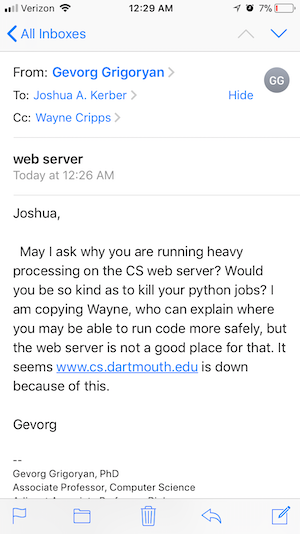 Verizon 12:29 AM 7%
All Inboxes
From: Gevorg Grigoryan
GG
To: Joshua A. Kerber Hide
Cc: Wayne Cripps
web server
Today at 12:26 AM
Joshua,
May I ask why you are running heavy
processing on the CS web server? Would
you be so kind as to kill your python jobs? I
am copying Wayne, who can explain where
you may be able to run code more safely, but
the web server is not a good place for that. It
seems www.cs.dartmouth.edu is down
because of this.
Gevorg
--
Gevorg Grigoryan, PhD
Associate Professor, Computer Science